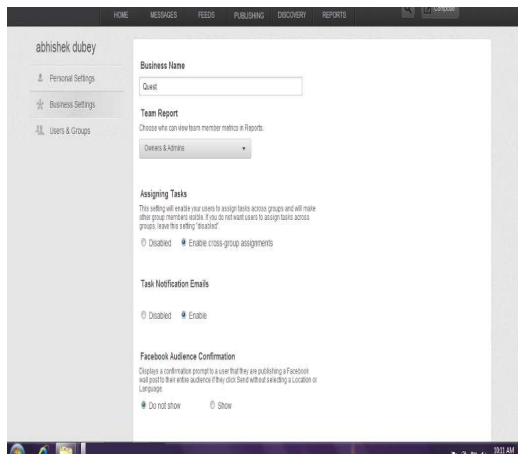 HOME MESSAGES FEEDS PUBLISHING DISCOVERY REPORTS Compose
abhishek dubey
Personal Settings
Business Settings
Users & Groups
Business Name
Quest
Team Report
Choose who can view team member metrics in Reports.
Owners & Admins
Assigning Tasks
This setting will enable your users to assign tasks across groups and will make
other group members visible. If you do not want users to assign tasks across
groups, leave this setting "disabled".
Disabled Enable cross-group assignments
Task Notification Emails
Disabled Enable
Facebook Audience Confirmation
Displays a confirmation prompt to a user that they are publishing a Facebook
wall post to their entire audience if they click Send without selecting a Location or
Language.
Do not show Show
10:11 AM